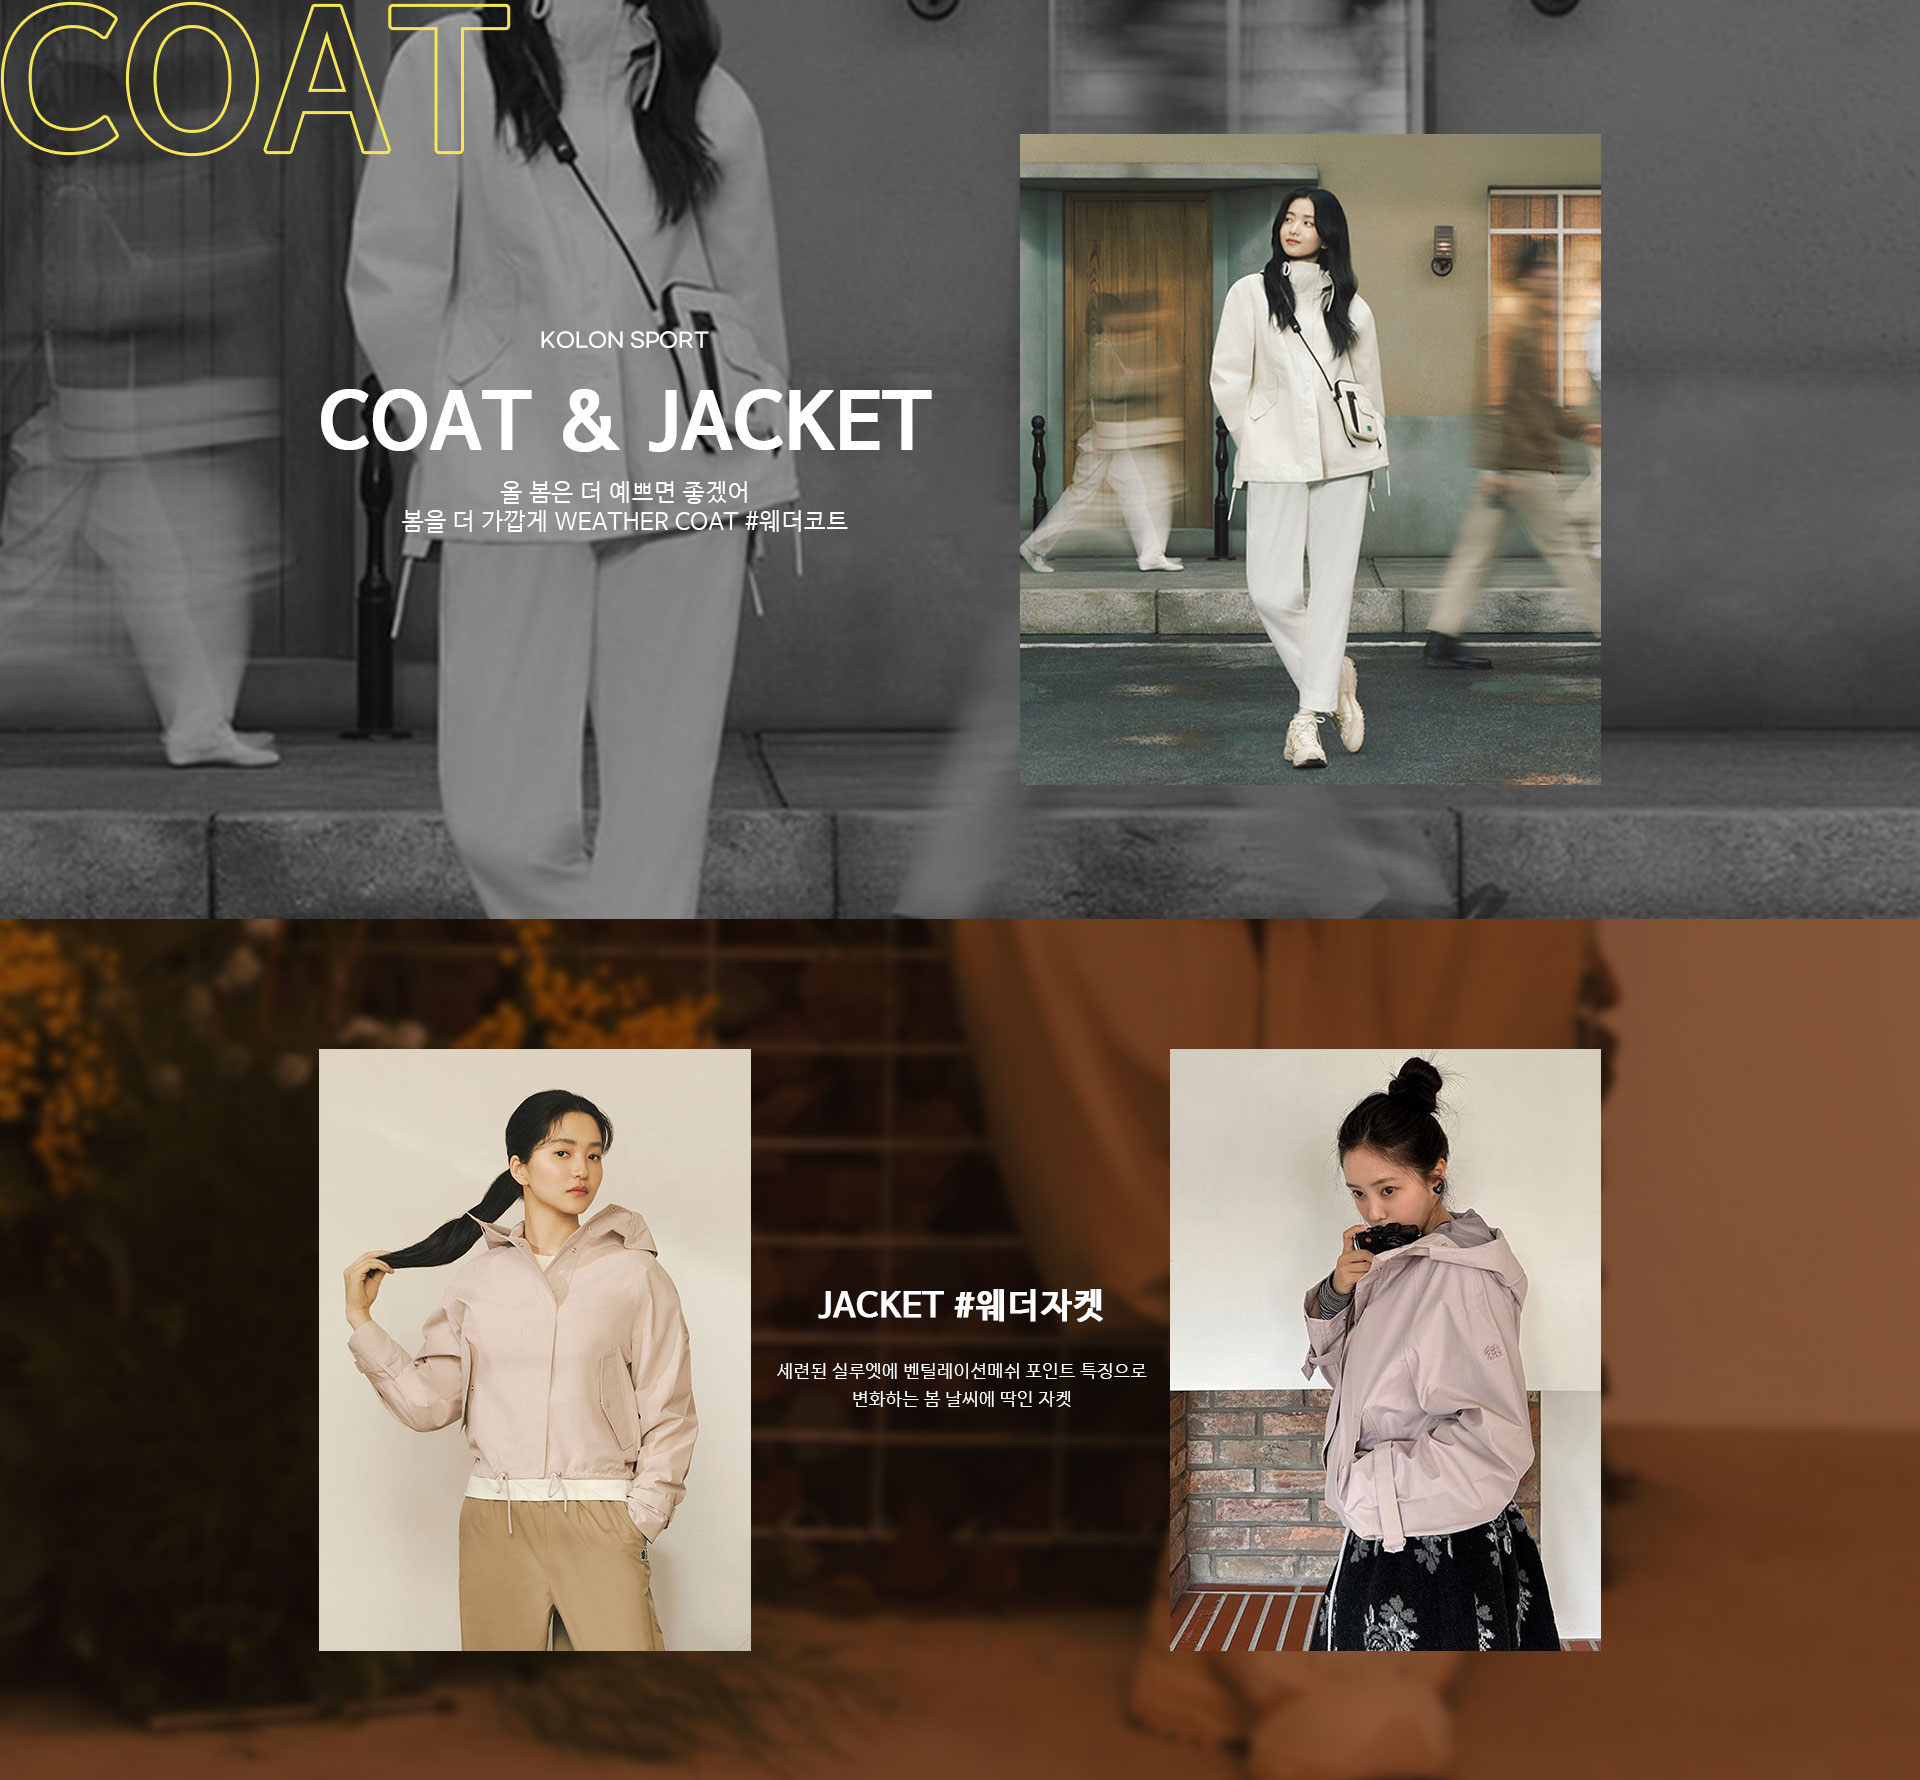 COAT
KOLON SPORT
COAT & JACKET
올 봄은 더 예쁘면 좋겠어
봄을 더 가깝게 WEATHER COAT #웨더코트
JACKET #웨더자켓
세련된 실루엣에 벤틸레이션메쉬 포인트 특징으로
변화하는 봄 날씨에 딱인 자켓